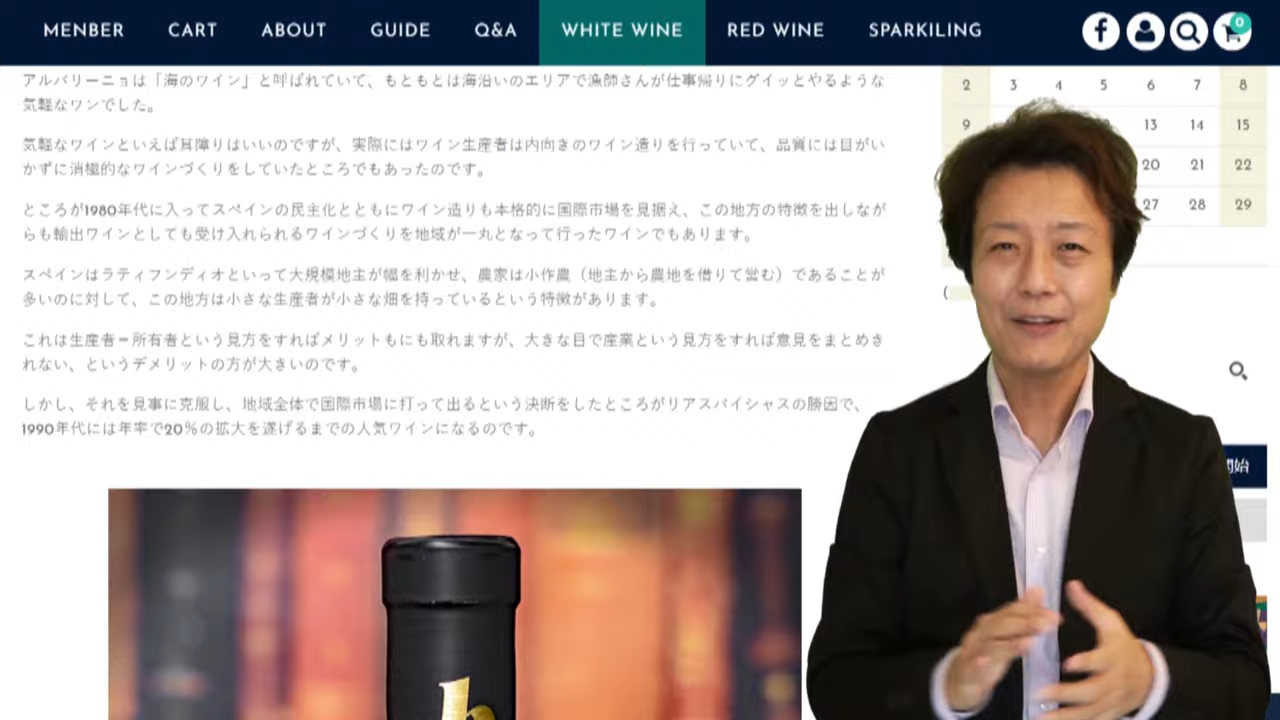 MENBER CART ABOUT GUIDE Q&A WHITE WINE RED WINE SPARKILING 0
アルバリーニョは「海のワイン」と呼ばれていて、もともとは海沿いのエリアで漁師さんが仕事帰りにグイッとやるような
気軽なワンでした。
気軽なワインといえば耳障りはいいのですが、実際にはワイン生産者は内向きのワイン造りを行っていて、品質には目がい
かずに消極的なワインづくりをしていたところでもあったのです。
ところが1980年代に入ってスペインの民主化とともにワイン造りも本格的に国際市場を見据え、この地方の特徴を出しなが
らも輸出ワインとしても受け入れられるワインづくりを地域が一丸となって行ったワインでもあります。
スペインはラティフンディオといって大規模地主が幅を利かせ、農家は小作農（地主から農地を借りて営む）であることが
多いのに対して、この地方は小さな生産者が小さな畑を持っているという特徴があります。
これは生産者＝所有者という見方をすればメリットもにも取れますが、大きな目で産業という見方をすれば意見をまとめき
れない、というデメリットの方が大きいのです。
しかし、それを見事に克服し、地域全体で国際市場に打って出るという決断をしたところがリアスバイシャスの勝因で、
1990年代には年率で20％の拡大を遂げるまでの人気ワインになるのです。
2 3 4 5 6 7 8
9 13 14 15
20 21 22
27 28 29
(
開始
b